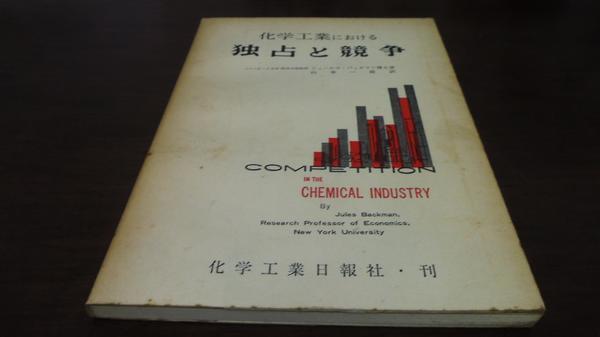 化学工業における
独占と競争
COMPETITION
IN THE
CHEMICAL INDUSTRY
By
Jules Backman,
Research Professor of Economics,
New York University
化学工業日報社・刊